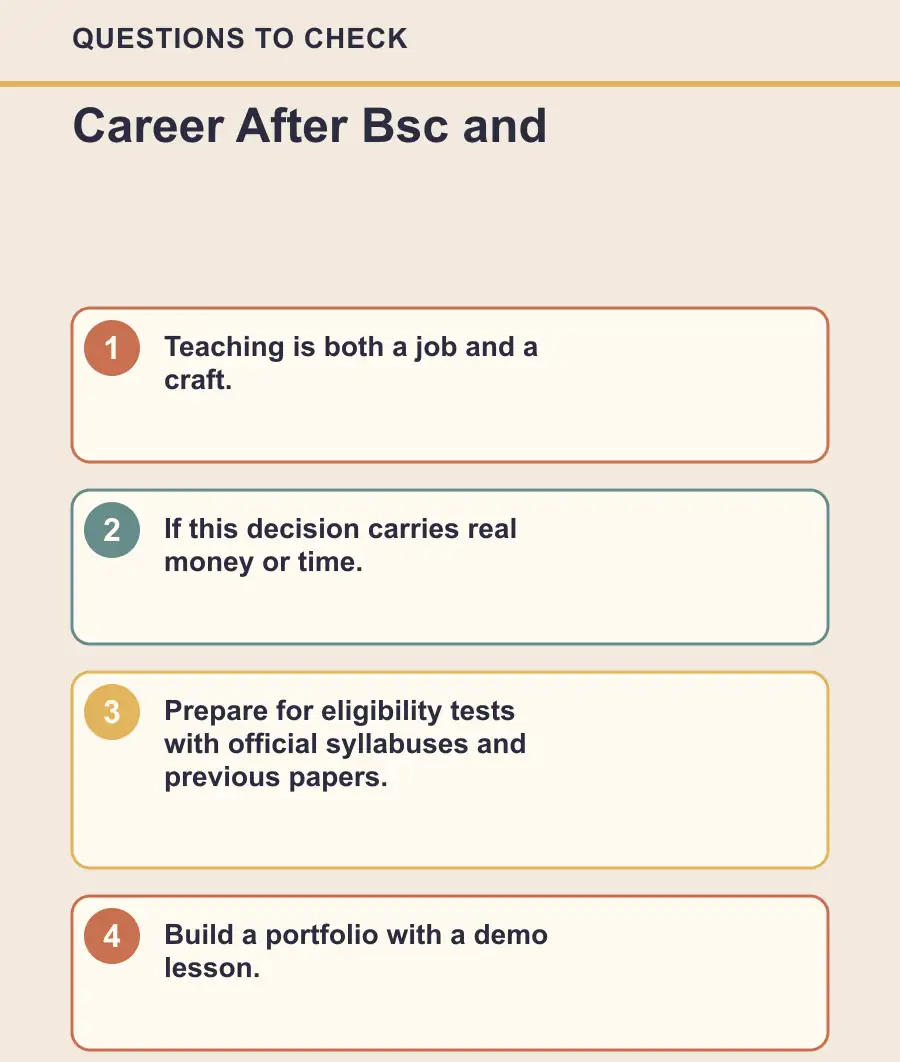 QUESTIONS TO CHECK
Career After Bsc and
1
Teaching is both a job and a
craft.
2
If this decision carries real
money or time.
3
Prepare for eligibility tests
with official syllabuses and
previous papers.
4
Build a portfolio with a demo
lesson.